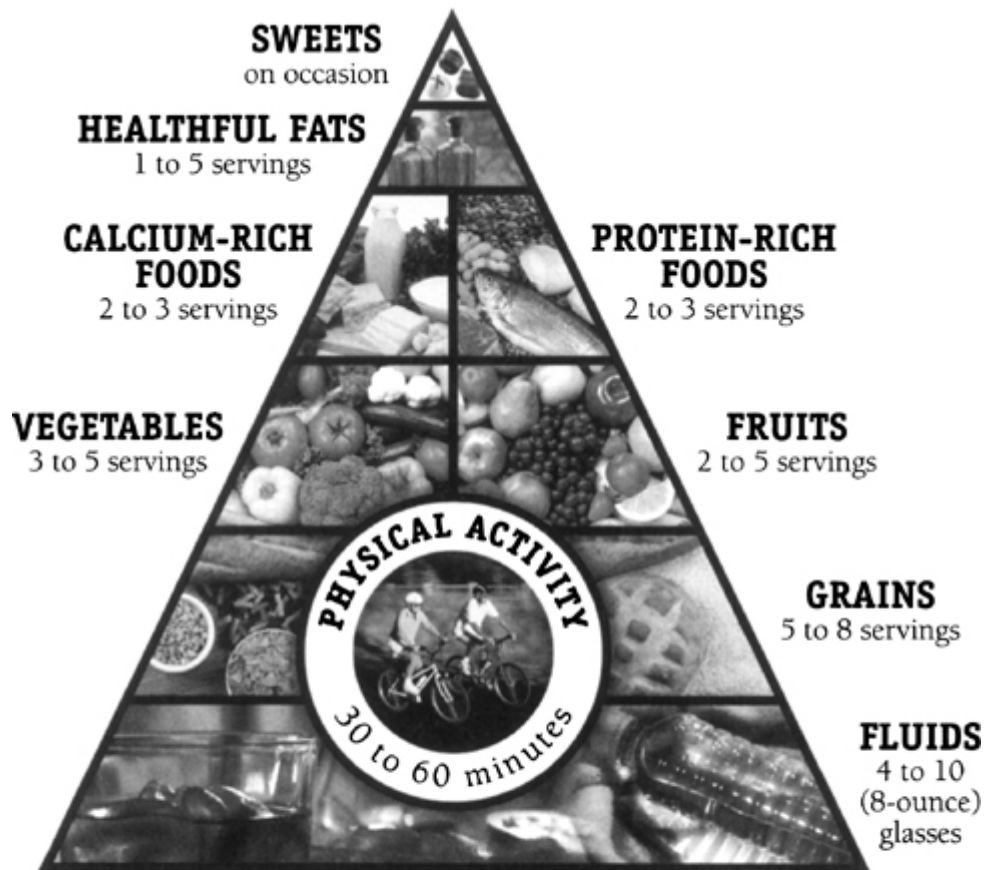 SWEETS
on occasion
HEALTHFUL FATS
1 to 5 servings
CALCIUM-RICH
FOODS
2 to 3 servings
PROTEIN-RICH
FOODS
2 to 3 servings
VEGETABLES
3 to 5 servings
FRUITS
2 to 5 servings
PHYSICAL ACTIVITY
30 to 60 minutes
GRAINS
5 to 8 servings
FLUIDS
4 to 10
(8-ounce)
glasses